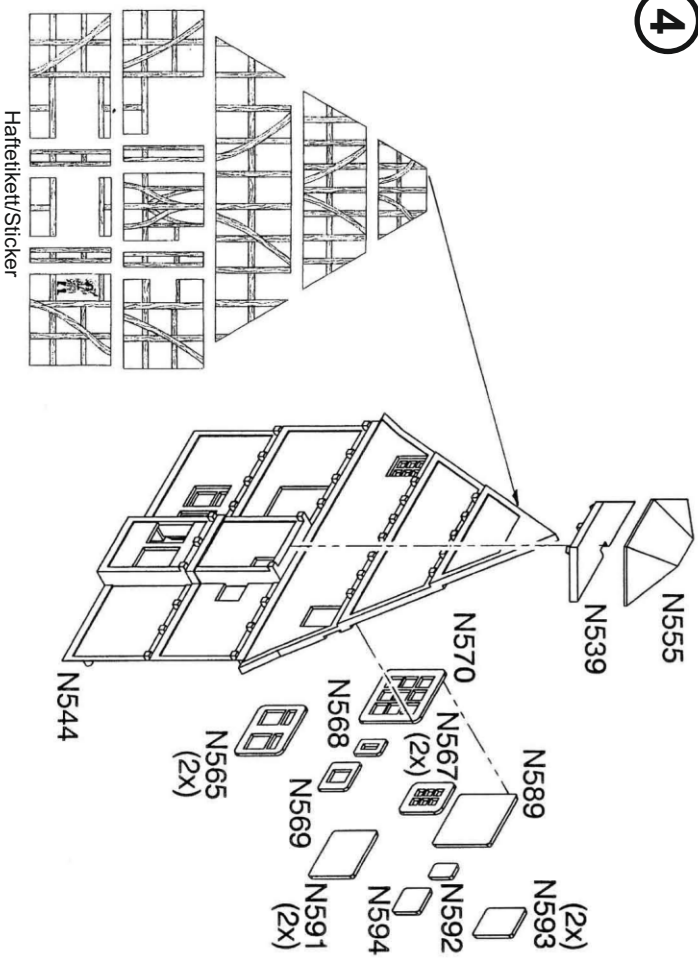 4
Haftetikett/Sticker
N555
N539
N544
N570
N567
(2x)
N589
N568
N569
N565
(2x)
N593
(2x)
N592
N594
N591
(2x)